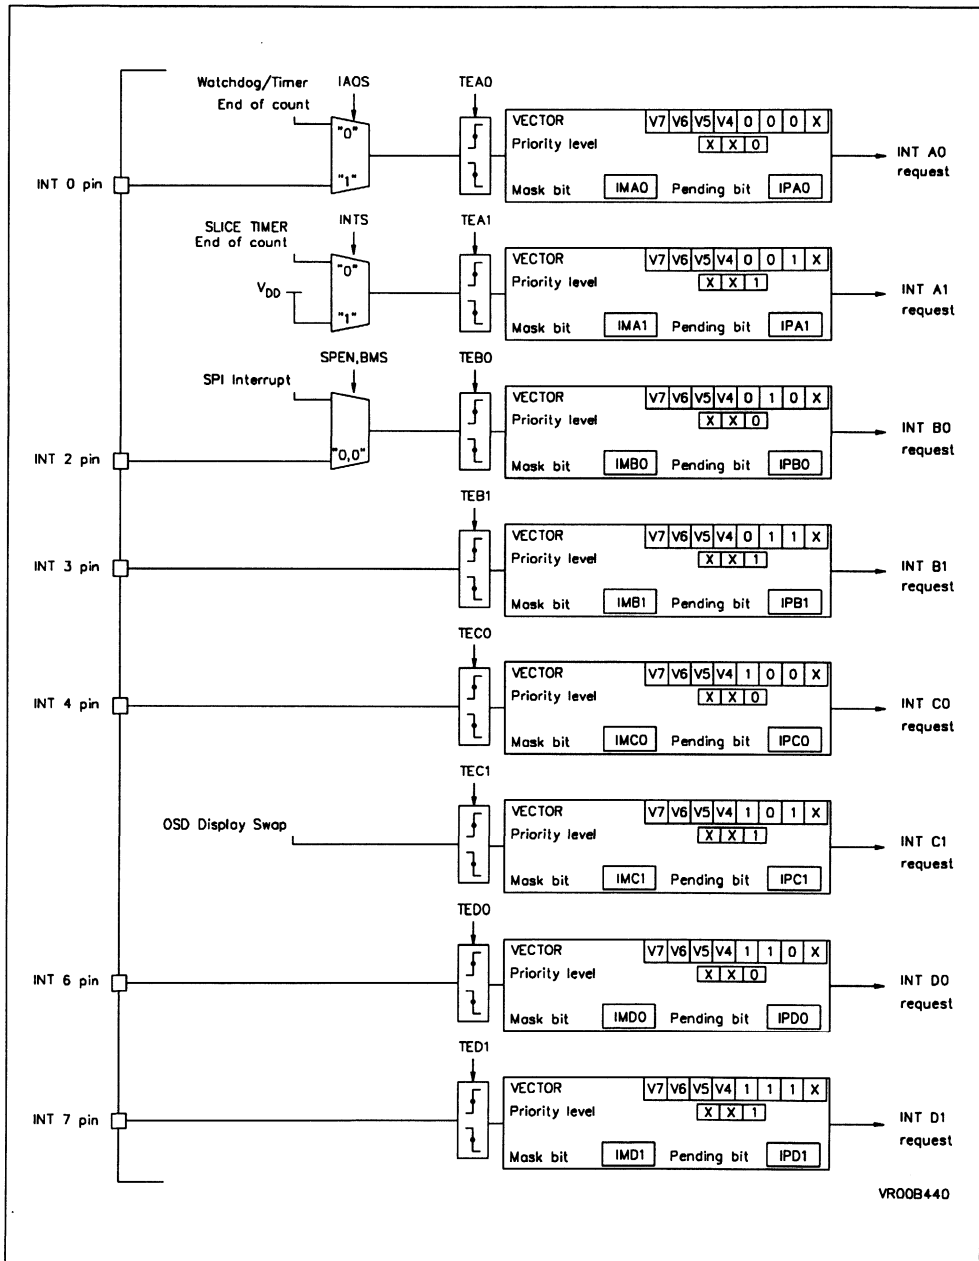 Watchdog/Timer IA0S TEA0
End of count
"0"
"1"
INT 0 pin
VECTOR V7 V6 V5 V4 0 0 0 X
Priority level X X 0
Mask bit IMA0 Pending bit IPA0
INT A0
request
SLICE TIMER INTS TEA1
End of count
"0"
VDD
"1"
VECTOR V7 V6 V5 V4 0 0 1 X
Priority level X X 1
Mask bit IMA1 Pending bit IPA1
INT A1
request
SPEN,BMS TEB0
SPI Interrupt
"0,0"
INT 2 pin
VECTOR V7 V6 V5 V4 0 1 0 X
Priority level X X 0
Mask bit IMB0 Pending bit IPB0
INT B0
request
TEB1
INT 3 pin
VECTOR V7 V6 V5 V4 0 1 1 X
Priority level X X 1
Mask bit IMB1 Pending bit IPB1
INT B1
request
TEC0
INT 4 pin
VECTOR V7 V6 V5 V4 1 0 0 X
Priority level X X 0
Mask bit IMC0 Pending bit IPC0
INT C0
request
TEC1
OSD Display Swap
VECTOR V7 V6 V5 V4 1 0 1 X
Priority level X X 1
Mask bit IMC1 Pending bit IPC1
INT C1
request
TED0
INT 6 pin
VECTOR V7 V6 V5 V4 1 1 0 X
Priority level X X 0
Mask bit IMD0 Pending bit IPD0
INT D0
request
TED1
INT 7 pin
VECTOR V7 V6 V5 V4 1 1 1 X
Priority level X X 1
Mask bit IMD1 Pending bit IPD1
INT D1
request
VR00B440